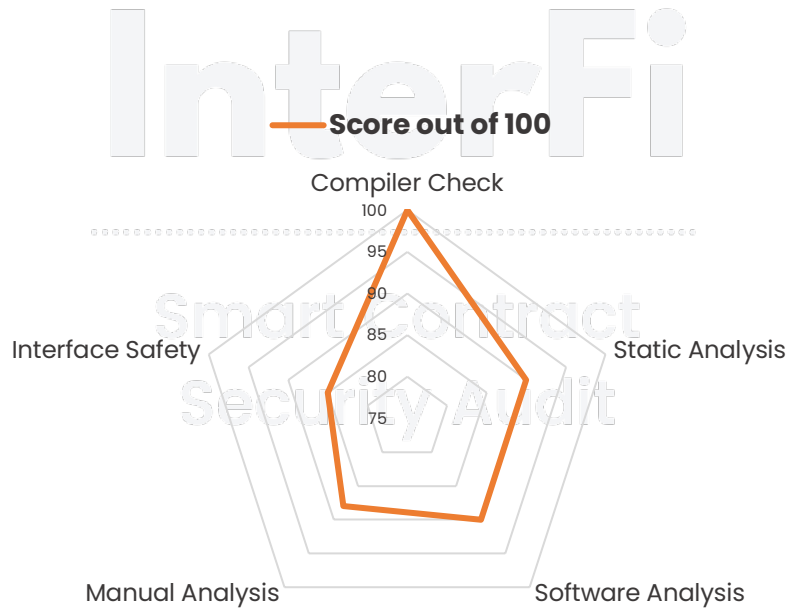 InterFi
Score out of 100
Compiler Check
100
95
90
85
80
75
Smart Contract
Security Audit
Interface Safety
Static Analysis
Manual Analysis
Software Analysis